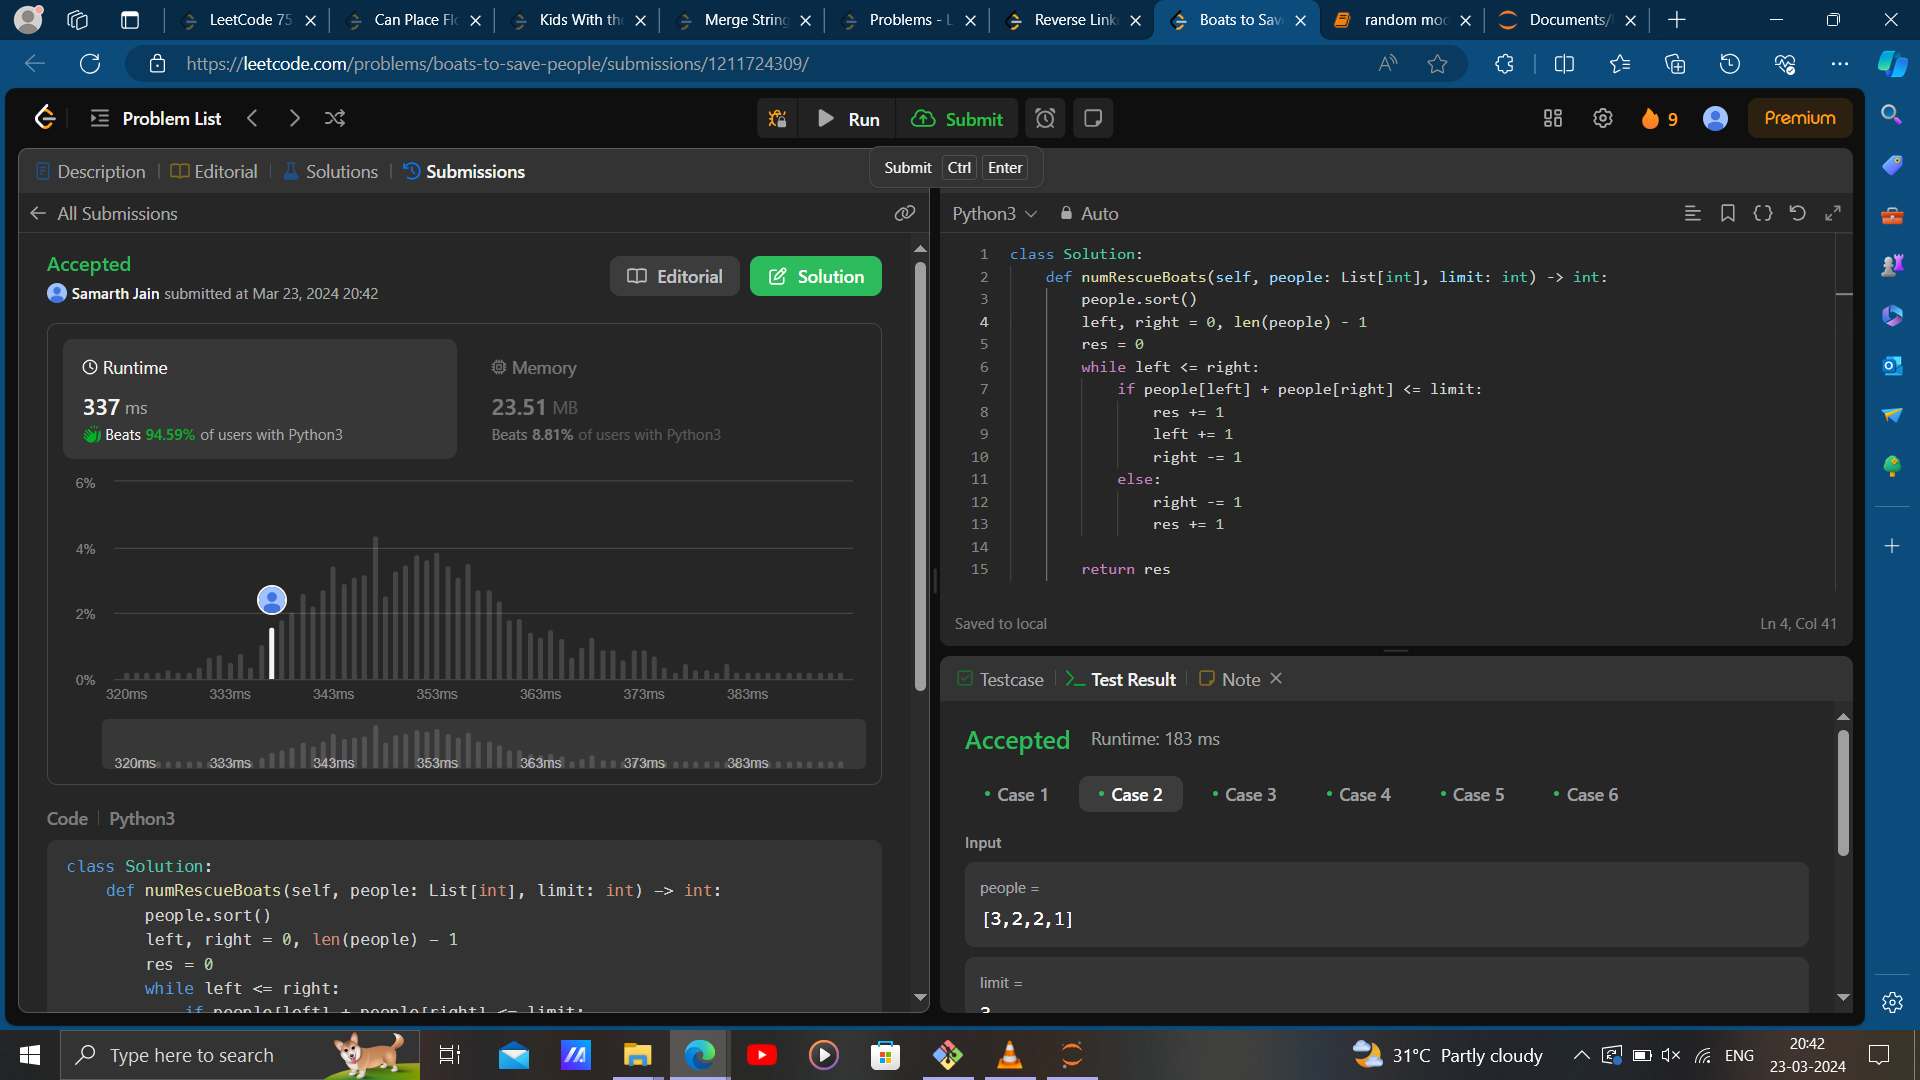 LeetCode 75
Can Place Fl
Kids With the
Merge String
Problems - L
Reverse Link
Boats to Sav
random mod
Documents/
https://leetcode.com/problems/boats-to-save-people/submissions/1211724309/
Problem List
Run
Submit
9
Premium
Description
Editorial
Solutions
Submissions
Submit Ctrl Enter
All Submissions
Accepted
Samarth Jain submitted at Mar 23, 2024 20:42
Editorial
Solution
Runtime
337 ms
Beats 94.59% of users with Python3
Memory
23.51 MB
Beats 8.81% of users with Python3
6%
4%
2%
0%
320ms 333ms 343ms 353ms 363ms 373ms 383ms
320ms 333ms 343ms 353ms 363ms 373ms 383ms
Code | Python3
class Solution:
    def numRescueBoats(self, people: List[int], limit: int) -> int:
        people.sort()
        left, right = 0, len(people) - 1
        res = 0
        while left <= right:
            if people[left] + people[right] <= limit:
Python3
Auto
1 class Solution:
2     def numRescueBoats(self, people: List[int], limit: int) -> int:
3         people.sort()
4         left, right = 0, len(people) - 1
5         res = 0
6         while left <= right:
7             if people[left] + people[right] <= limit:
8                 res += 1
9                 left += 1
10                 right -= 1
11             else:
12                 right -= 1
13                 res += 1
14
15         return res
Saved to local
Ln 4, Col 41
Testcase
Test Result
Note
Accepted Runtime: 183 ms
Case 1
Case 2
Case 3
Case 4
Case 5
Case 6
Input
people =
[3,2,2,1]
limit =
3
Type here to search
31°C Partly cloudy
ENG
20:42
23-03-2024